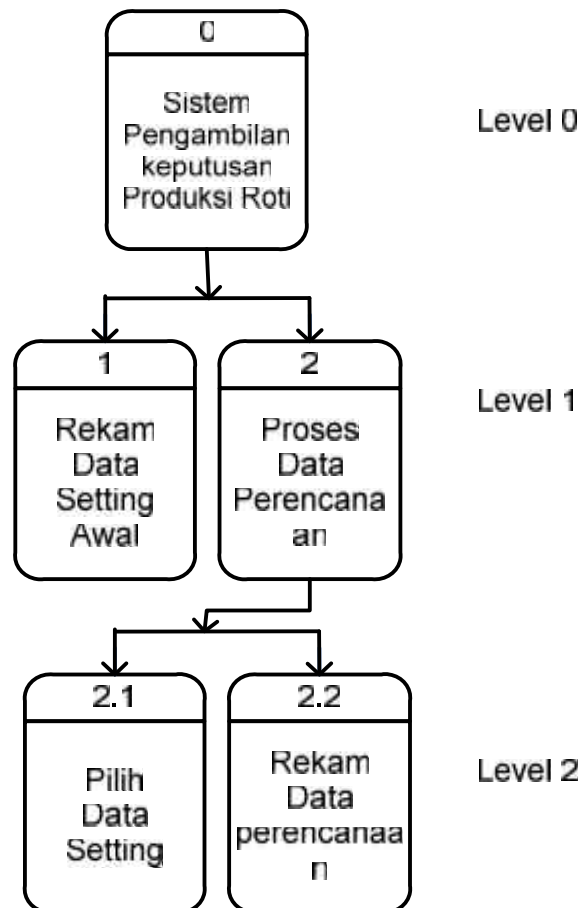 0
Sistem
Pengambilan
keputusan
Produksi Roti
Level 0
1
Rekam
Data
Setting
Awal
2
Proses
Data
Perencana
an
Level 1
2.1
Pilih
Data
Setting
2.2
Rekam
Data
perencanaa
n
Level 2